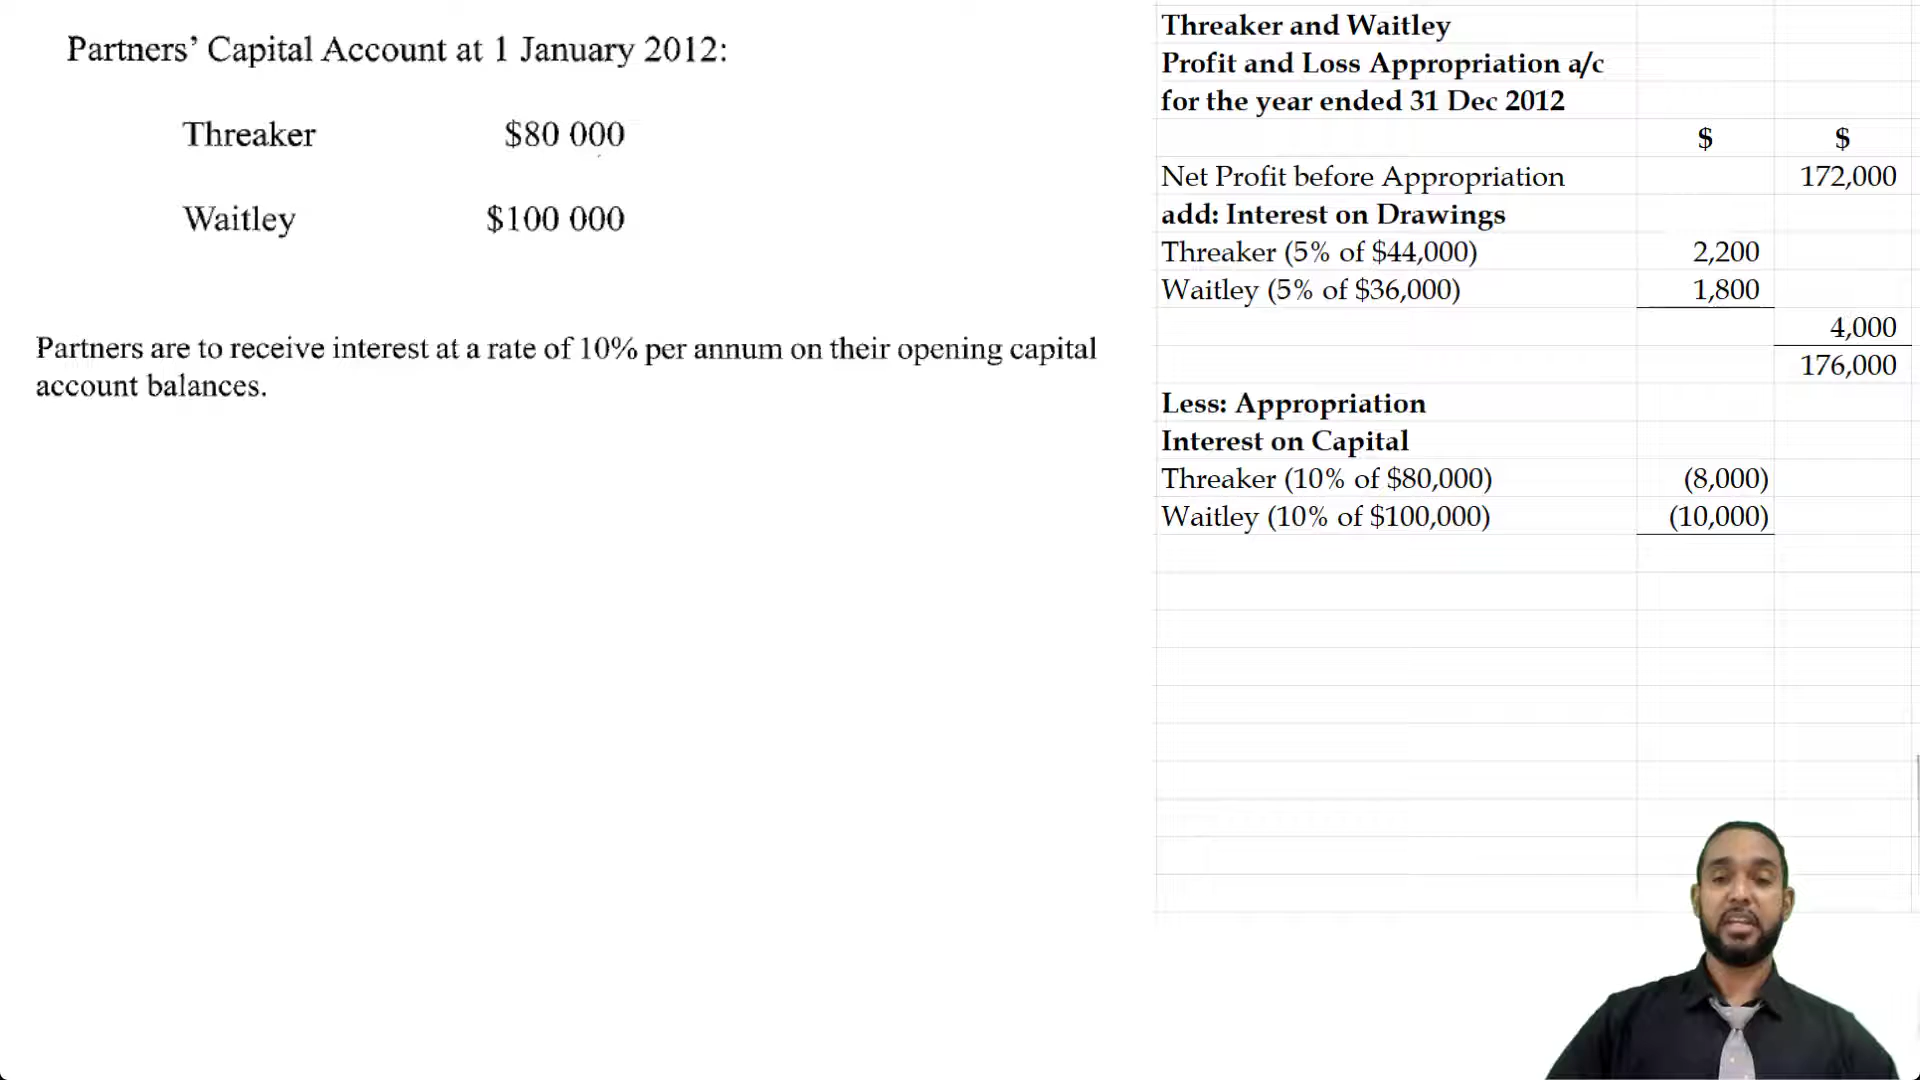 Partners' Capital Account at 1 January 2012:
Threaker $80 000
Waitley $100 000
Partners are to receive interest at a rate of 10% per annum on their opening capital
account balances.
Threaker and Waitley
Profit and Loss Appropriation a/c
for the year ended 31 Dec 2012
$ $
Net Profit before Appropriation 172,000
add: Interest on Drawings
Threaker (5% of $44,000) 2,200
Waitley (5% of $36,000) 1,800
4,000
176,000
Less: Appropriation
Interest on Capital
Threaker (10% of $80,000) (8,000)
Waitley (10% of $100,000) (10,000)